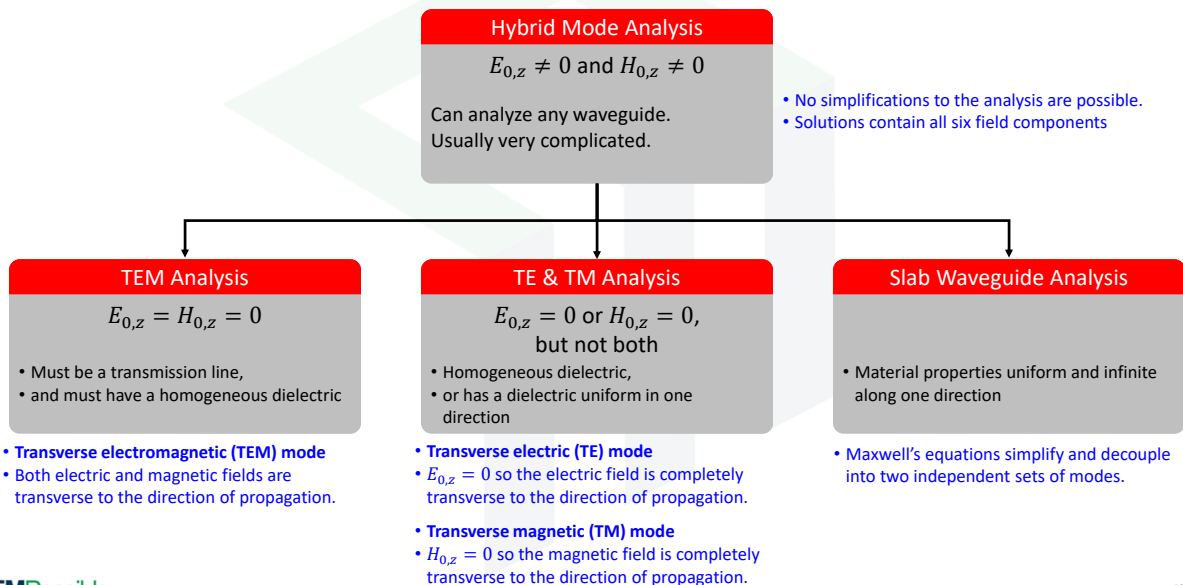 Hybrid Mode Analysis
E₀,z ≠ 0 and H₀,z ≠ 0
Can analyze any waveguide.
Usually very complicated.
• No simplifications to the analysis are possible.
• Solutions contain all six field components
TEM Analysis
E₀,z = H₀,z = 0
• Must be a transmission line,
• and must have a homogeneous dielectric
• Transverse electromagnetic (TEM) mode
• Both electric and magnetic fields are
transverse to the direction of propagation.
TE & TM Analysis
E₀,z = 0 or H₀,z = 0,
but not both
• Homogeneous dielectric,
• or has a dielectric uniform in one
direction
• Transverse electric (TE) mode
• E₀,z = 0 so the electric field is completely
transverse to the direction of propagation.
• Transverse magnetic (TM) mode
• H₀,z = 0 so the magnetic field is completely
transverse to the direction of propagation.
Slab Waveguide Analysis
• Material properties uniform and infinite
along one direction
• Maxwell's equations simplify and decouple
into two independent sets of modes.